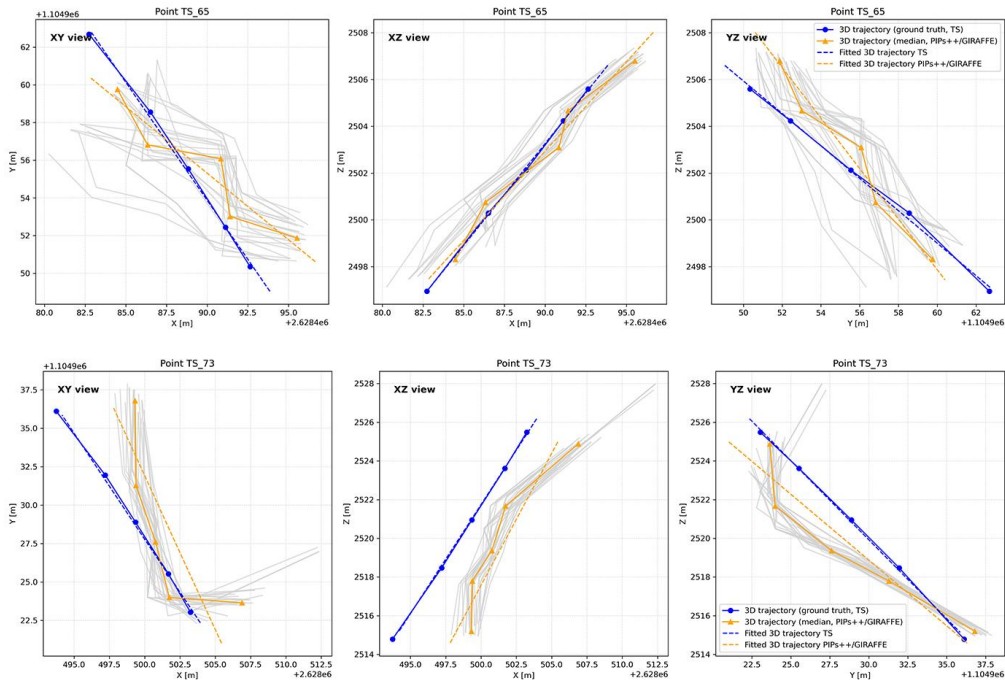 Point TS_65
+1.1049e6
XY view
62
60
58
56
54
52
50
Y [m]
80.0
82.5
85.0
87.5
90.0
92.5
95.0
X [m]
+2.6284e6
Point TS_65
XZ view
2508
2506
2504
2502
2500
2498
Z [m]
80.0
82.5
85.0
87.5
90.0
92.5
95.0
X [m]
+2.6284e6
Point TS_65
YZ view
3D trajectory (ground truth, TS)
3D trajectory (median, PIPs++/GIRAFFE)
Fitted 3D trajectory TS
Fitted 3D trajectory PIPs++/GIRAFFE
2508
2506
2504
2502
2500
2498
Z [m]
50
52
54
56
58
60
62
Y [m]
+1.1049e6
Point TS_73
+1.1049e6
XY view
37.5
35.0
32.5
30.0
27.5
25.0
22.5
Y [m]
495.0
497.5
500.0
502.5
505.0
507.5
510.0
512.5
X [m]
+2.628e6
Point TS_73
XZ view
2528
2526
2524
2522
2520
2518
2516
2514
Z [m]
492.5
495.0
497.5
500.0
502.5
505.0
507.5
510.0
512.5
X [m]
+2.628e6
Point TS_73
YZ view
2528
2526
2524
2522
2520
2518
2516
2514
Z [m]
3D trajectory (ground truth, TS)
3D trajectory (median, PIPs++/GIRAFFE)
Fitted 3D trajectory TS
Fitted 3D trajectory PIPs++/GIRAFFE
22.5
25.0
27.5
30.0
32.5
35.0
37.5
Y [m]
+1.1049e6